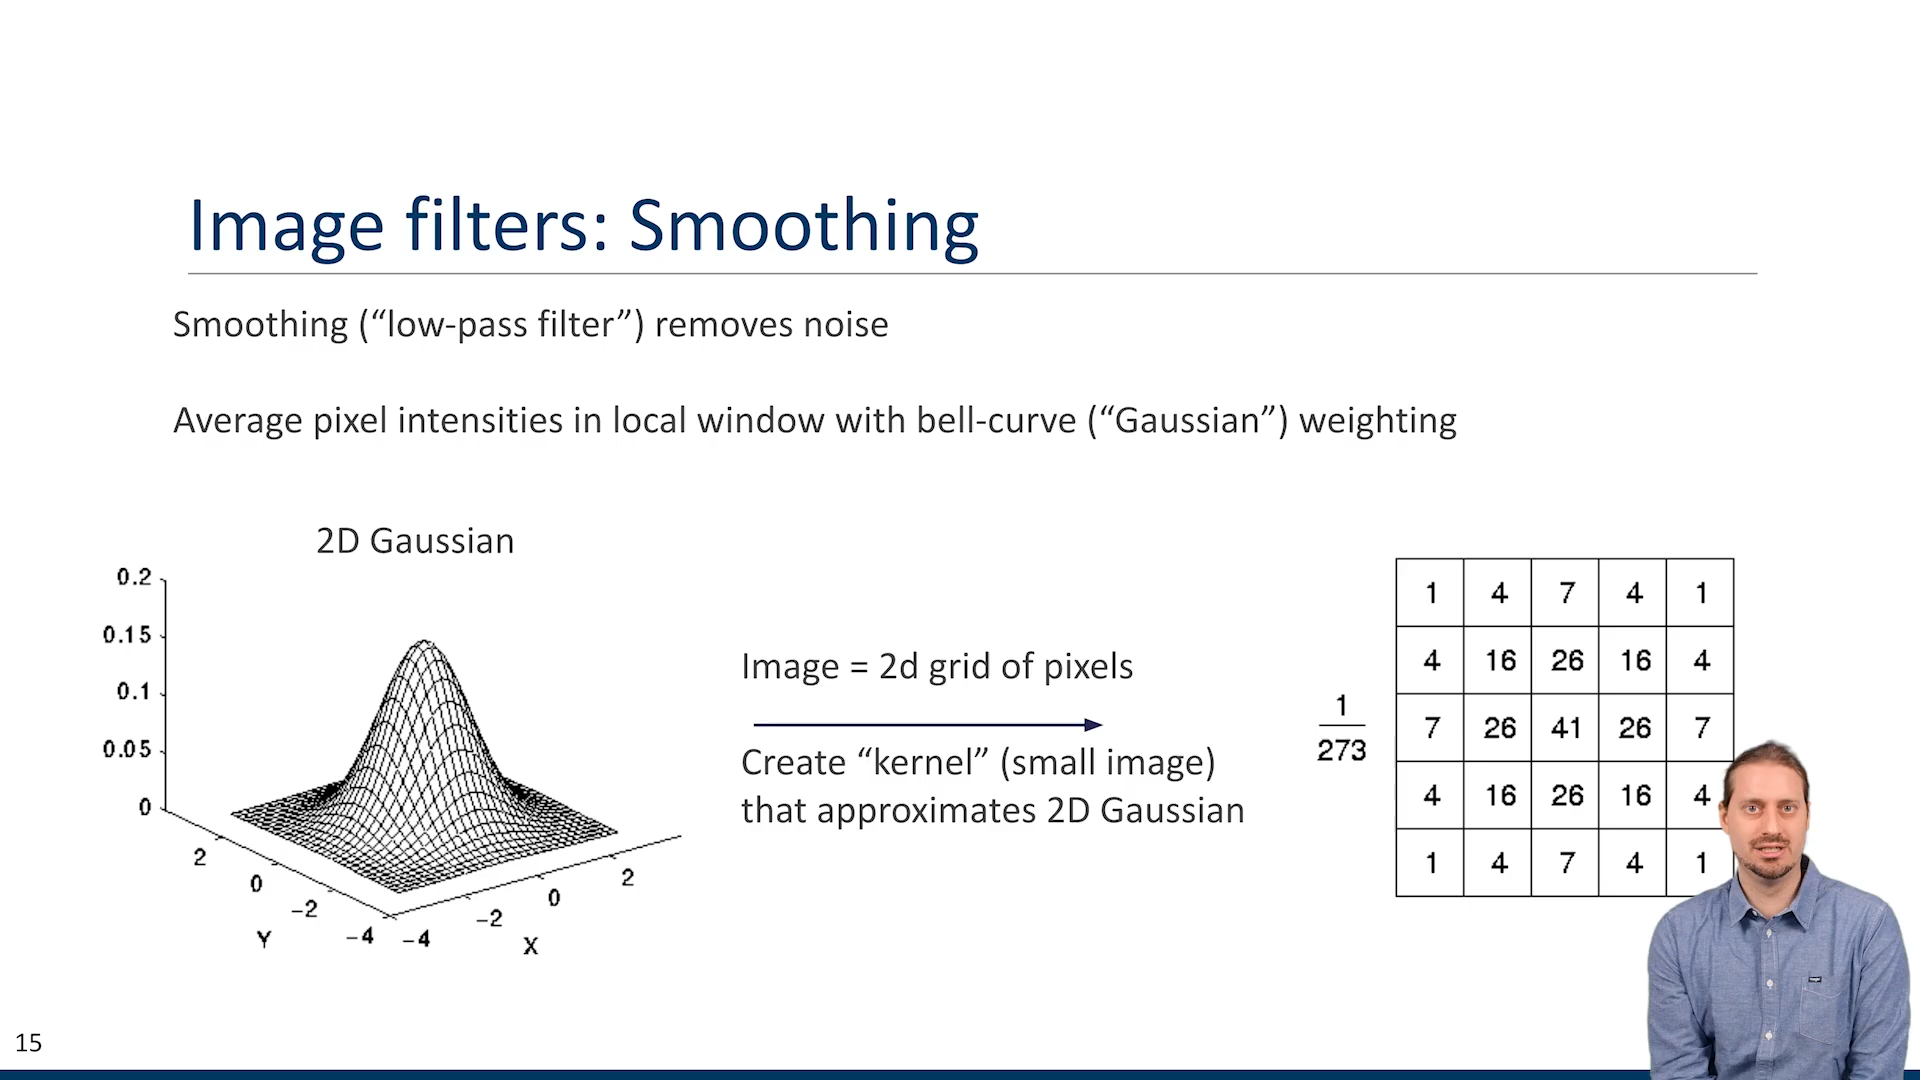 Image filters: Smoothing
Smoothing (“low-pass filter”) removes noise
Average pixel intensities in local window with bell-curve (“Gaussian”) weighting
2D Gaussian
0.2
0.15
0.1
0.05
0
2
0
−2
−4
Y
−4
−2
0
2
X
Image = 2d grid of pixels
Create “kernel” (small image)
that approximates 2D Gaussian
1
273
1 4 7 4 1
4 16 26 16 4
7 26 41 26 7
4 16 26 16 4
1 4 7 4 1
15